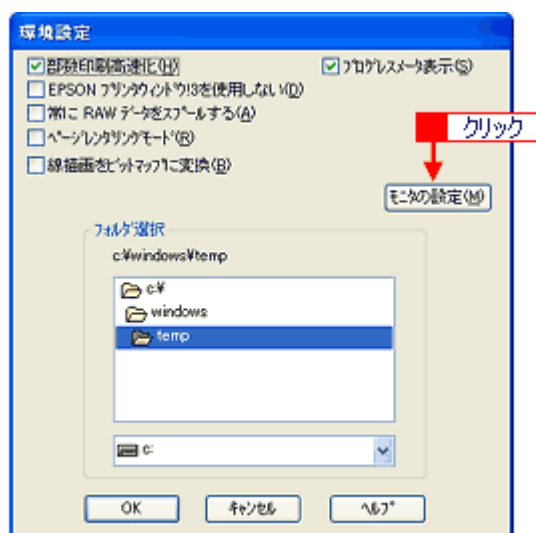 環境設定
部数印刷高速化(H)
プログレスメータ表示(S)
EPSON プリンタウィンドウ!3を使用しない(D)
常に RAW データをスプールする(A)
ページレンタリングモード(R)
線描画をビットマップに変換(B)
クリック
モニタの設定(M)
フォルダ選択
c:¥windows¥temp
c:¥
windows
temp
c:
OK
キャンセル
ヘルプ